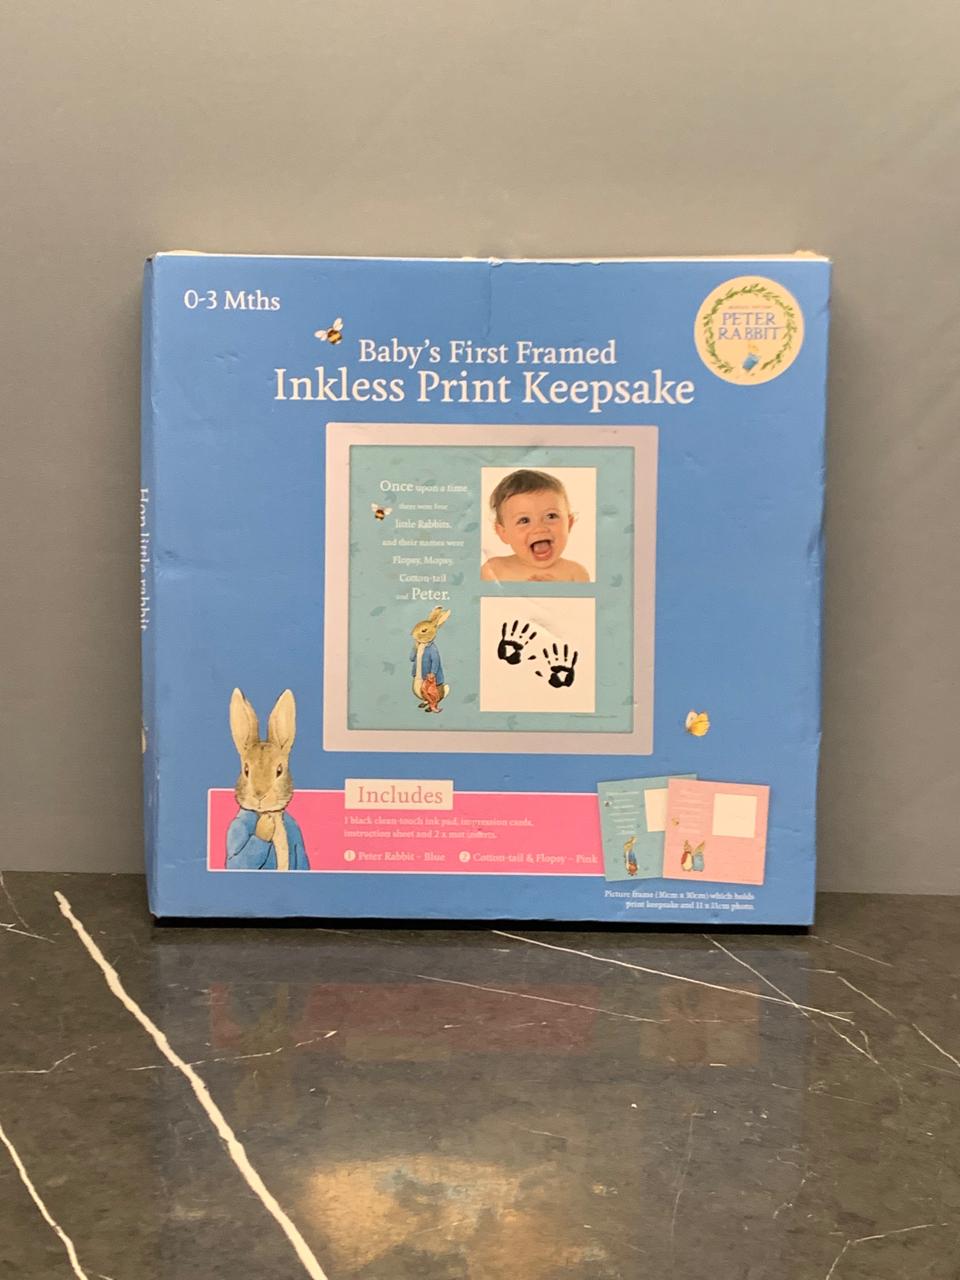 0-3 Mths
PETER
RABBIT
Baby's First Framed
Inkless Print Keepsake
Once upon a time
there were four
little Rabbits,
and their names were
Flopsy, Mopsy,
Cotton-tail
and Peter.
Hop little rabbit
Includes
1 black clean-touch ink pad, impression cards,
instruction sheet and 2 x mat inserts.
1 Peter Rabbit - Blue 2 Cotton-tail & Flopsy - Pink
Picture frame (30cm x 30cm) which holds
print keepsake and 11 x 11cm photo.